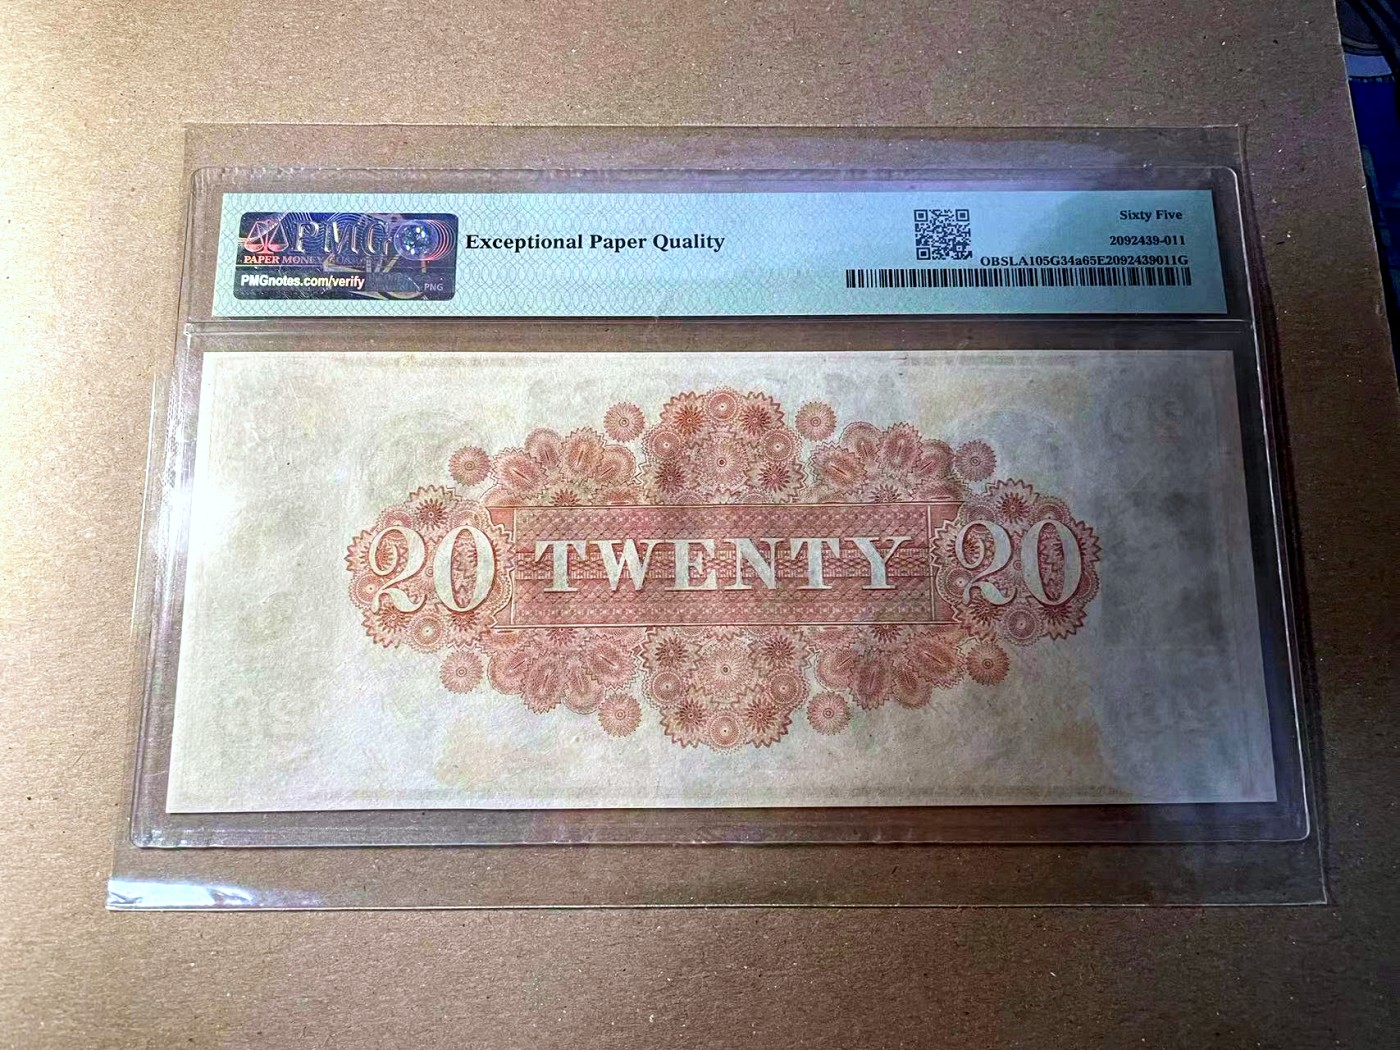 PMG
PAPER MONEY GUARANTY
PMGnotes.com/verify
PNG
Exceptional Paper Quality
Sixty Five
2092439-011
OBSLA105G34a65E2092439011G
20 TWENTY 20